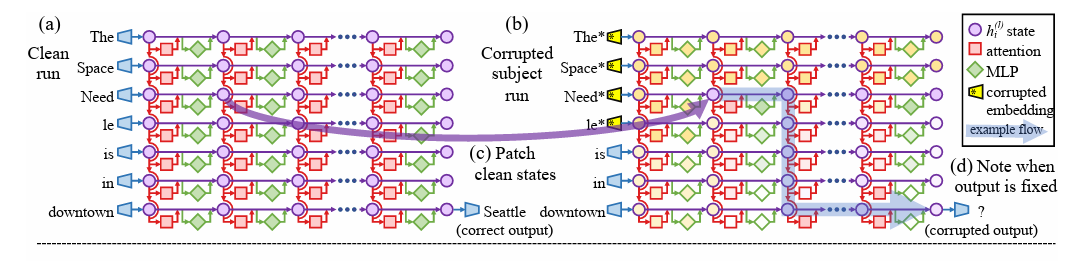 (a)
Clean
run
The
Space
Need
le
is
in
downtown
Seattle
(correct output)
(c) Patch
clean states
(b)
Corrupted
subject
run
The*
Space*
Need*
le*
is
in
downtown
* * * *
?
(corrupted output)
(d) Note when
output is fixed
hᵢ⁽ˡ⁾ state
attention
MLP
* corrupted
embedding
example flow